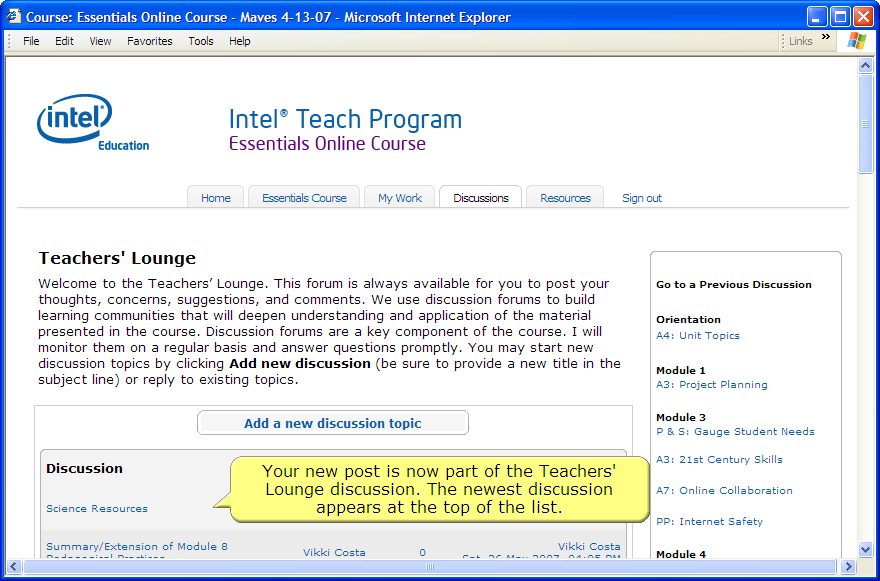 Course: Essentials Online Course - Maves 4-13-07 - Microsoft Internet Explorer
File Edit View Favorites Tools Help
Links »
intel®
Education
Intel® Teach Program
Essentials Online Course
Home Essentials Course My Work Discussions Resources Sign out
Teachers' Lounge
Welcome to the Teachers’ Lounge. This forum is always available for you to post your
thoughts, concerns, suggestions, and comments. We use discussion forums to build
learning communities that will deepen understanding and application of the material
presented in the course. Discussion forums are a key component of the course. I will
monitor them on a regular basis and answer questions promptly. You may start new
discussion topics by clicking Add new discussion (be sure to provide a new title in the
subject line) or reply to existing topics.
Add a new discussion topic
Discussion
Science Resources
Your new post is now part of the Teachers'
Lounge discussion. The newest discussion
appears at the top of the list.
Summary/Extension of Module 8
Pedagogical Practices
Vikki Costa
0
Vikki Costa
Sat, 26 May 2007, 04:05 PM
Go to a Previous Discussion
Orientation
A4: Unit Topics
Module 1
A3: Project Planning
Module 3
P & S: Gauge Student Needs
A3: 21st Century Skills
A7: Online Collaboration
PP: Internet Safety
Module 4